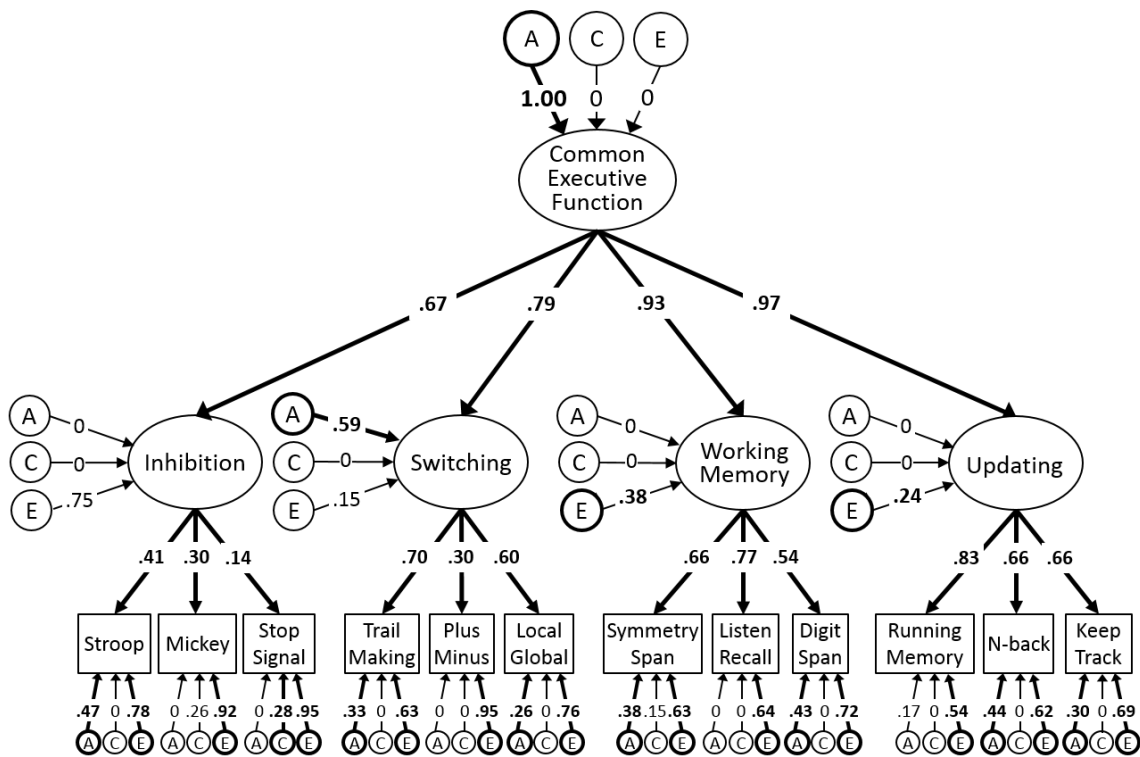 A C E
1.00 0 0
Common
Executive
Function
.67 .79 .93 .97
A 0 A .59 A 0 A 0
C 0 Inhibition C 0 Switching C 0 Working
Memory C 0 Updating
E .75 E .15 E .38 E .24
.41 .30 .14 .70 .30 .60 .66 .77 .54 .83 .66 .66
Stroop Mickey Stop
Signal Trail
Making Plus
Minus Local
Global Symmetry
Span Listen
Recall Digit
Span Running
Memory N-back Keep
Track
.47 0 .78 0 .26 .92 0 .28 .95 .33 0 .63 0 0 .95 .26 0 .76 .38 .15 .63 0 0 .64 .43 0 .72 .17 0 .54 .44 0 .62 .30 0 .69
A C E A C E A C E A C E A C E A C E A C E A C E A C E A C E A C E A C E